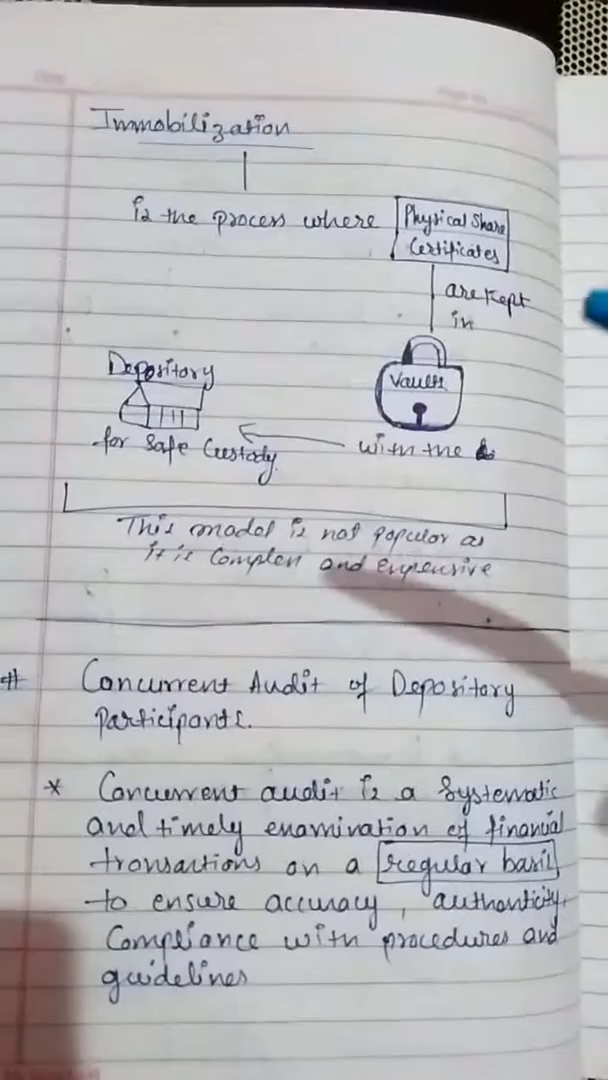 Immobilization
is the process where Physical Share
Certificates
are kept
in
Vaults
Depository
for Safe Custody.
with the
This model is not popular as
it is Complex and expensive
# Concurrent Audit of Depository
Participants.
* Concurrent audit is a Systematic
and timely examination of financial
transactions on a regular basis
to ensure accuracy, authenticity,
Compliance with procedures and
guidelines